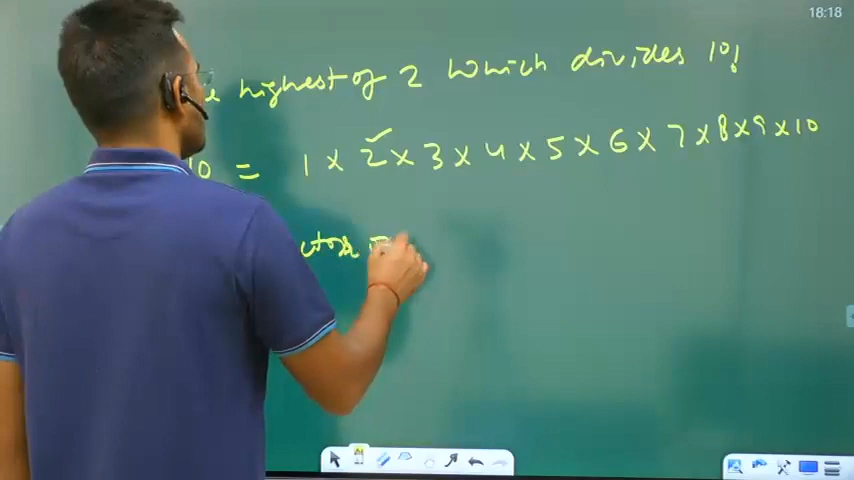 18:18
highest of 2 which divides 10!
10 = 1 × 2 × 3 × 4 × 5 × 6 × 7 × 8 × 9 × 10